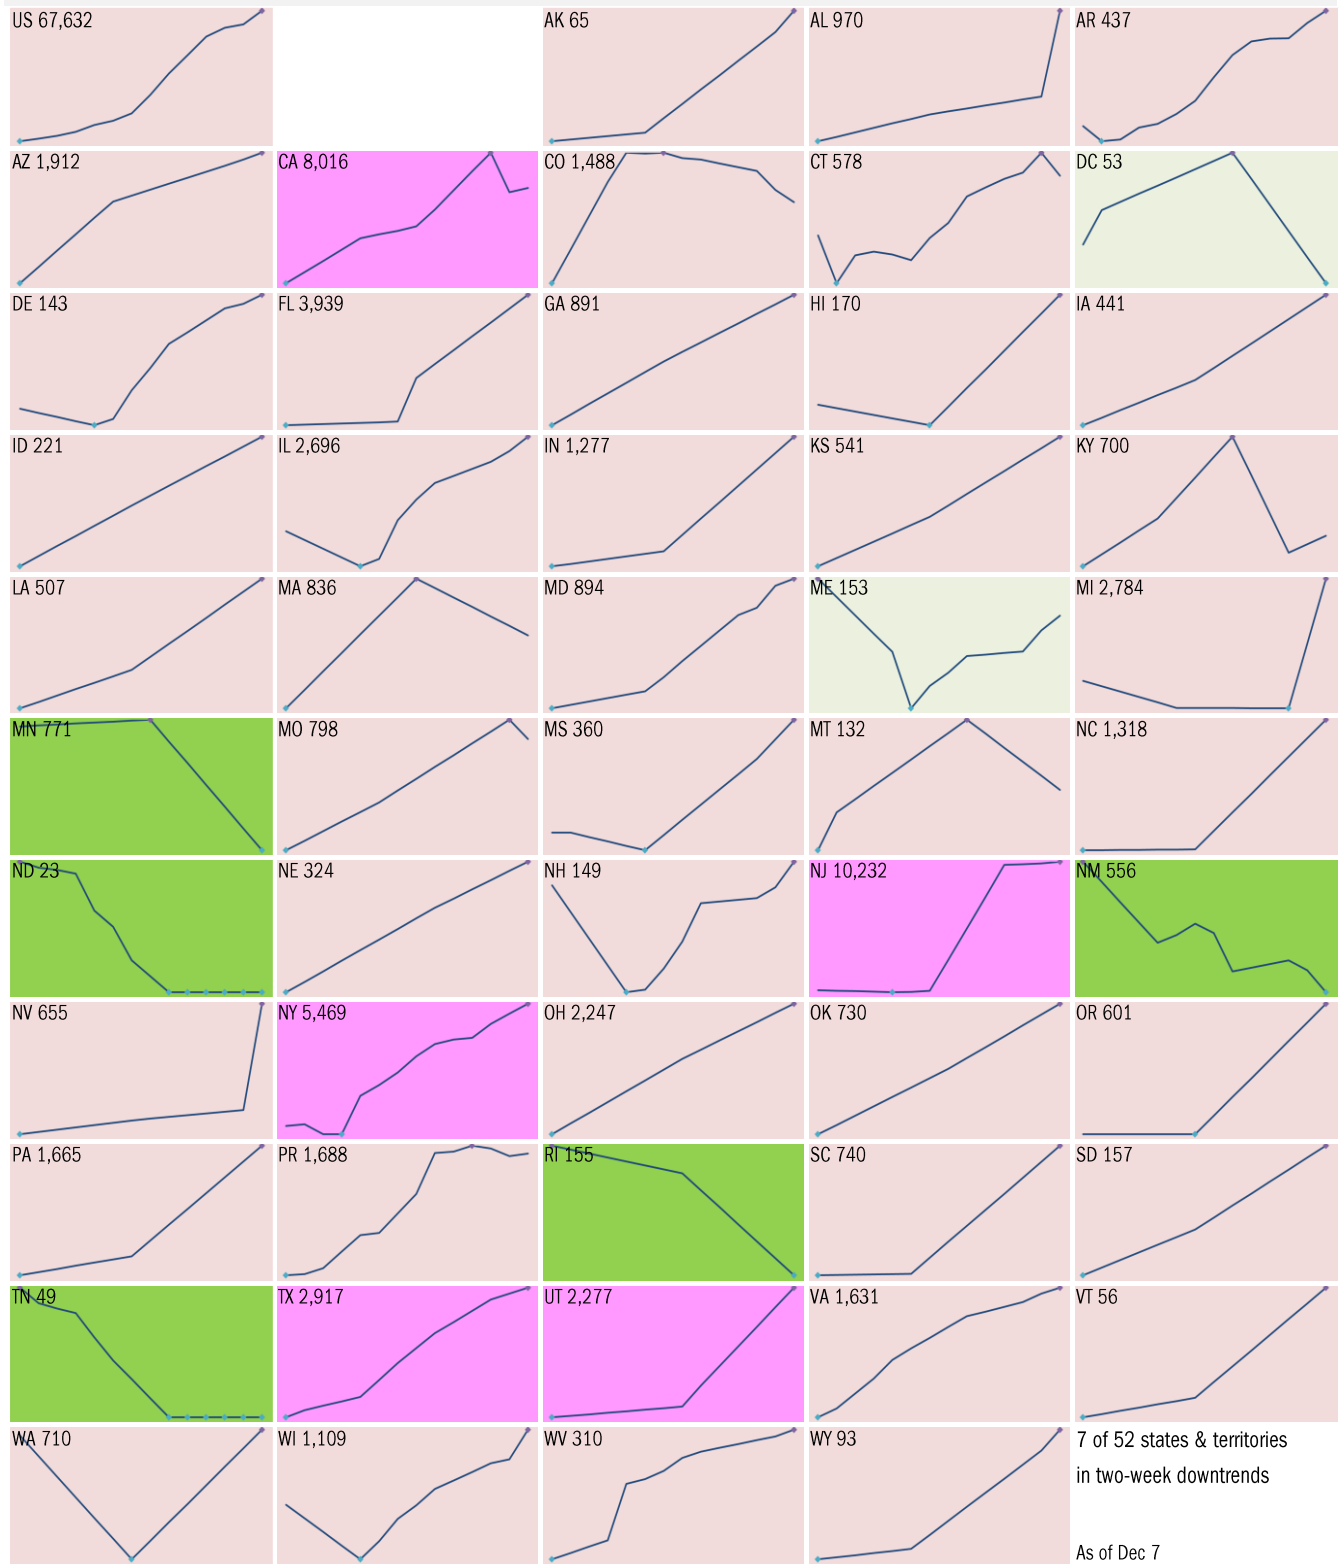 US 67,632
AK 65
AL 970
AR 437
AZ 1,912
CA 8,016
CO 1,488
CT 578
DC 53
DE 143
FL 3,939
GA 891
HI 170
IA 441
ID 221
IL 2,696
IN 1,277
KS 541
KY 700
LA 507
MA 836
MD 894
ME 153
MI 2,784
MN 771
MO 798
MS 360
MT 132
NC 1,318
ND 23
NE 324
NH 149
NJ 10,232
NM 556
NV 655
NY 5,469
OH 2,247
OK 730
OR 601
PA 1,665
PR 1,688
RI 155
SC 740
SD 157
TN 49
TX 2,917
UT 2,277
VA 1,631
VT 56
WA 710
WI 1,109
WV 310
WY 93
7 of 52 states & territories
in two-week downtrends
As of Dec 7